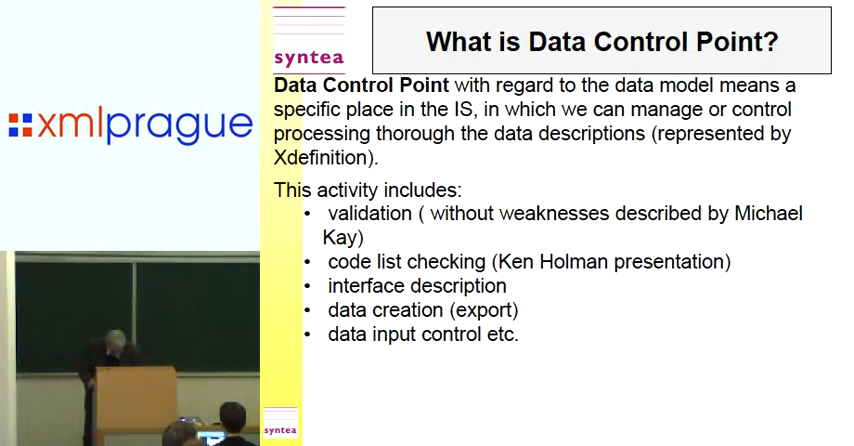 xmlprague
syntea
What is Data Control Point?
Data Control Point with regard to the data model means a
specific place in the IS, in which we can manage or control
processing thorough the data descriptions (represented by
Xdefinition).
This activity includes:
• validation ( without weaknesses described by Michael
Kay)
• code list checking (Ken Holman presentation)
• interface description
• data creation (export)
• data input control etc.
syntea